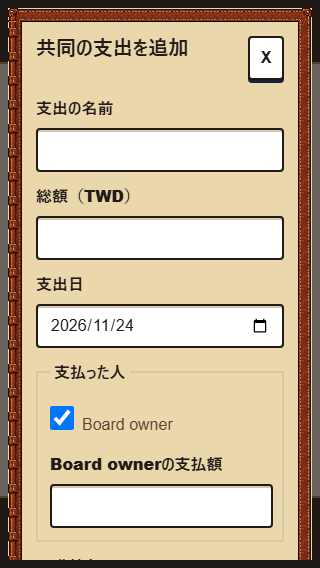 共同の支出を追加
X
支出の名前
総額（TWD）
支出日
2026/11/24
支払った人
Board owner
Board ownerの支払額